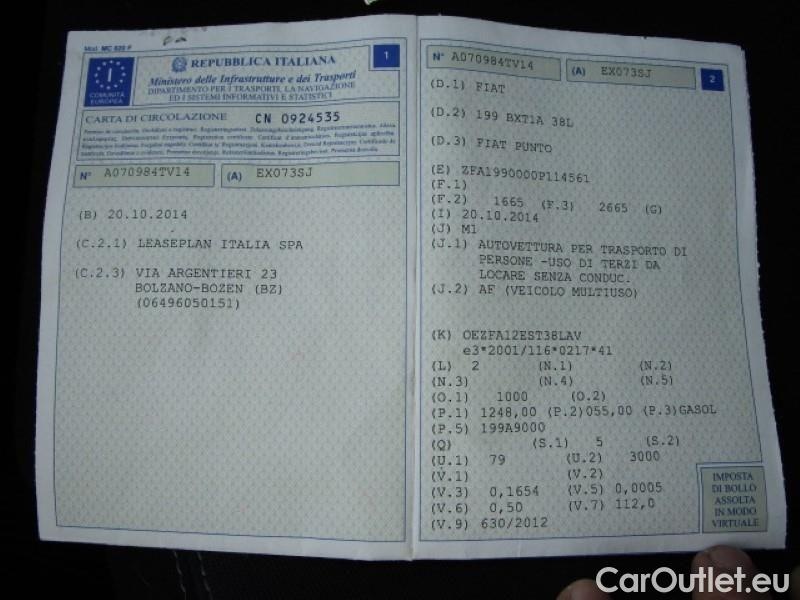 Mod. MC 820 F
REPUBBLICA ITALIANA
1
Ministero delle Infrastrutture e dei Trasporti
DIPARTIMENTO PER I TRASPORTI, LA NAVIGAZIONE
ED I SISTEMI INFORMATIVI E STATISTICI
I
COMUNITÀ
EUROPEA
CARTA DI CIRCOLAZIONE CN 0924535
N° A070984TV14 (A) EX073SJ
(B) 20.10.2014
(C.2.1) LEASEPLAN ITALIA SPA
(C.2.3) VIA ARGENTIERI 23
BOLZANO-BOZEN (BZ)
(06496050151)
N° A070984TV14 (A) EX073SJ
2
(D.1) FIAT
(D.2) 199 BXT1A 38L
(D.3) FIAT PUNTO
(E) ZFA1990000P114561
(F.1)
(F.2) 1665 (F.3) 2665 (G)
(I) 20.10.2014
(J) M1
(J.1) AUTOVETTURA PER TRASPORTO DI
PERSONE -USO DI TERZI DA
LOCARE SENZA CONDUC.
(J.2) AF (VEICOLO MULTIUSO)
(K) OEZFA12EST38LAV
e3*2001/116*0217*41
(L) 2 (N.1) (N.2)
(N.3) (N.4) (N.5)
(O.1) 1000 (O.2)
(P.1) 1248,00 (P.2)055,00 (P.3)GASOL
(P.5) 199A9000
(Q) (S.1) 5 (S.2)
(U.1) 79 (U.2) 3000
(V.1) (V.2)
(V.3) 0,1654 (V.5) 0,0005
(V.6) 0,50 (V.7) 112,0
(V.9) 630/2012
IMPOSTA
DI BOLLO
ASSOLTA
IN MODO
VIRTUALE
CarOutlet.eu